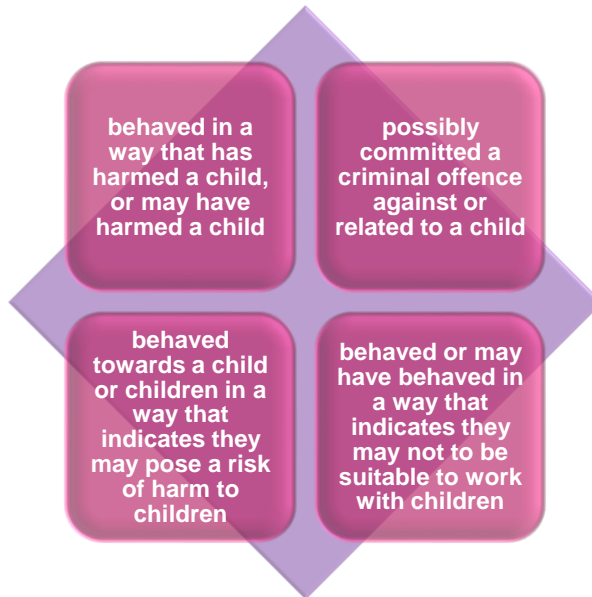 behaved in a
way that has
harmed a child,
or may have
harmed a child
possibly
committed a
criminal offence
against or
related to a child
behaved
towards a child
or children in a
way that
indicates they
may pose a risk
of harm to
children
behaved or may
have behaved in
a way that
indicates they
may not to be
suitable to work
with children